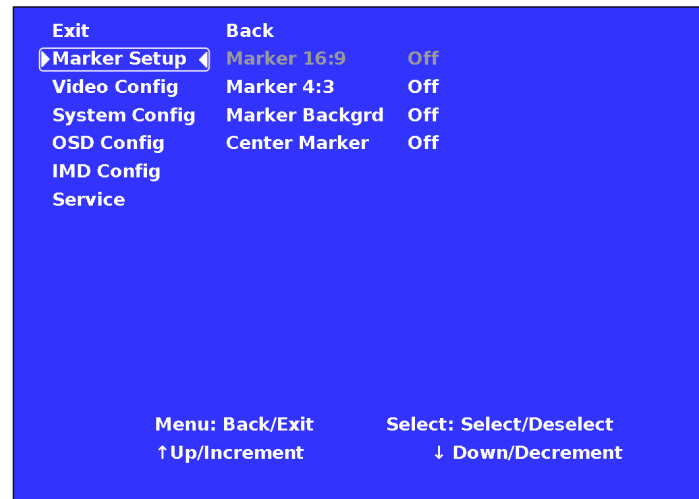 Exit Back
Marker Setup Marker 16:9 Off
Video Config Marker 4:3 Off
System Config Marker Backgrd Off
OSD Config Center Marker Off
IMD Config
Service
Menu: Back/Exit Select: Select/Deselect
↑Up/Increment ↓ Down/Decrement